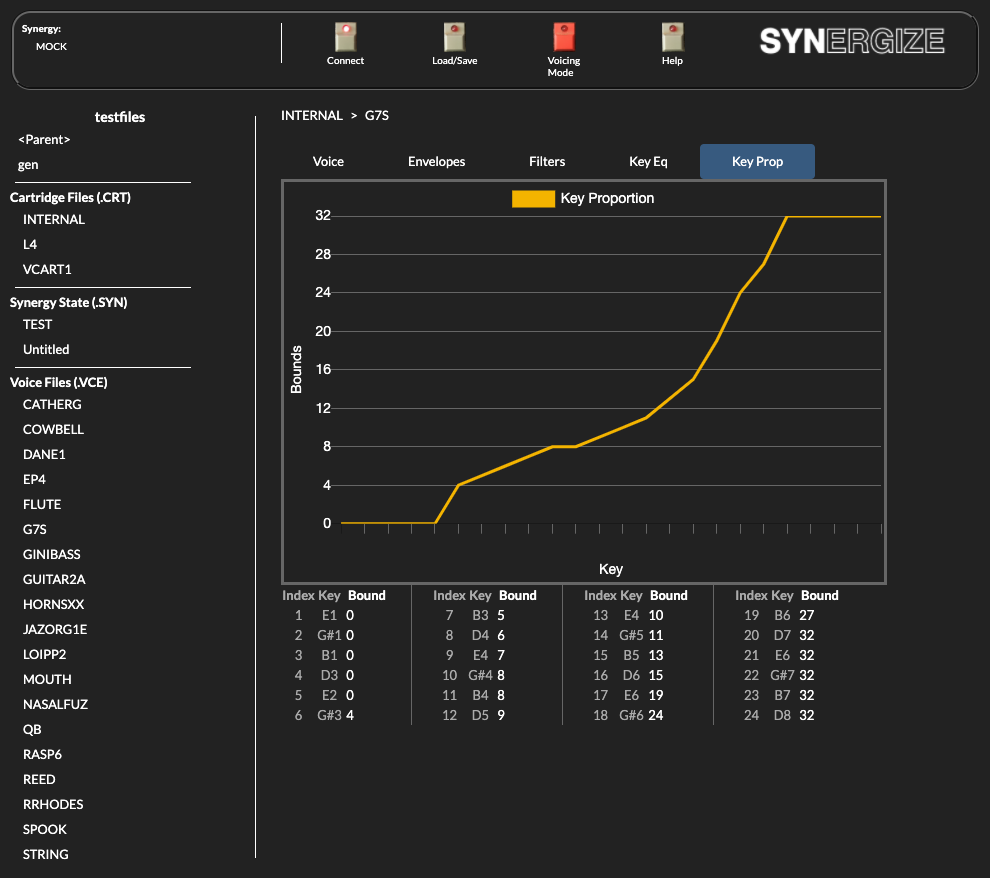 Synergy:
MOCK
Connect
Load/Save
Voicing
Mode
Help
SYNERGIZE
testfiles
<Parent>
gen
Cartridge Files (.CRT)
INTERNAL
L4
VCART1
Synergy State (.SYN)
TEST
Untitled
Voice Files (.VCE)
CATHERG
COWBELL
DANE1
EP4
FLUTE
G7S
GINIBASS
GUITAR2A
HORNSXX
JAZORG1E
LOIPP2
MOUTH
NASALFUZ
QB
RASP6
REED
RRHODES
SPOOK
STRING
INTERNAL > G7S
Voice Envelopes Filters Key Eq Key Prop
Key Proportion
32
28
24
20
16
12
8
4
0
Bounds
Key
Index Key Bound Index Key Bound Index Key Bound Index Key Bound
1 E1 0 7 B3 5 13 E4 10 19 B6 27
2 G#1 0 8 D4 6 14 G#5 11 20 D7 32
3 B1 0 9 E4 7 15 B5 13 21 E6 32
4 D3 0 10 G#4 8 16 D6 15 22 G#7 32
5 E2 0 11 B4 8 17 E6 19 23 B7 32
6 G#3 4 12 D5 9 18 G#6 24 24 D8 32